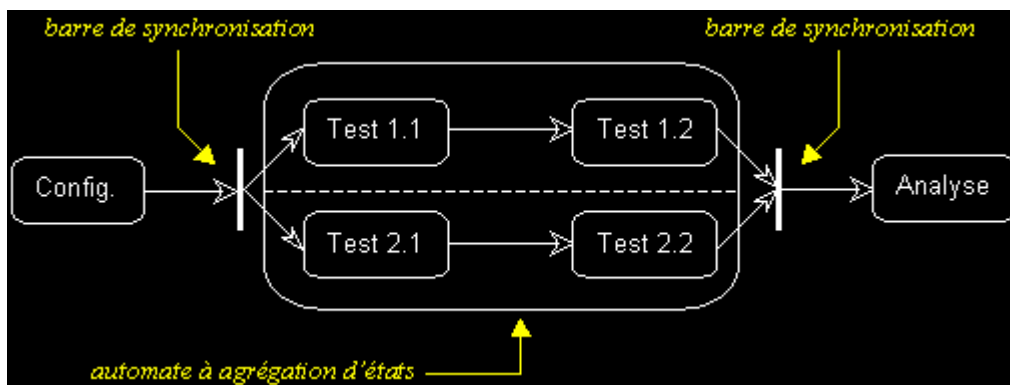 barre de synchronisation
barre de synchronisation
Test 1.1
Test 1.2
Config.
Analyse
Test 2.1
Test 2.2
automate à agrégation d'états